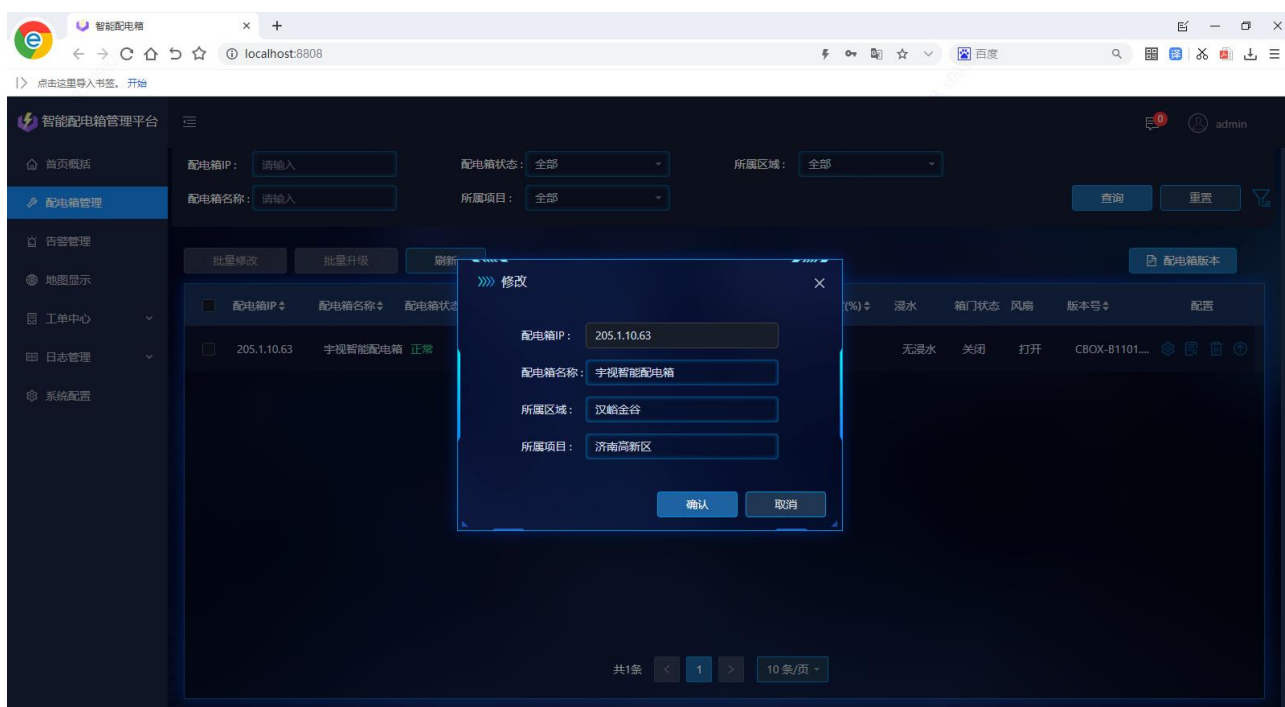 智能配电箱
localhost:8808
百度
点击这里导入书签。 开始
智能配电箱管理平台
0
admin
首页概括
配电箱管理
告警管理
地图显示
工单中心
日志管理
系统配置
配电箱IP： 请输入 配电箱状态： 全部 所属区域： 全部
配电箱名称： 请输入 所属项目： 全部 查询 重置
批量修改 批量升级 刷新 配电箱版本
配电箱IP 配电箱名称 配电箱状态 (%) 浸水 箱门状态 风扇 版本号 配置
205.1.10.63 宇视智能配电箱 正常 无浸水 关闭 打开 CBOX-B1101....
修改
配电箱IP： 205.1.10.63
配电箱名称： 宇视智能配电箱
所属区域： 汉峪金谷
所属项目： 济南高新区
确认 取消
共1条 < 1 > 10 条/页